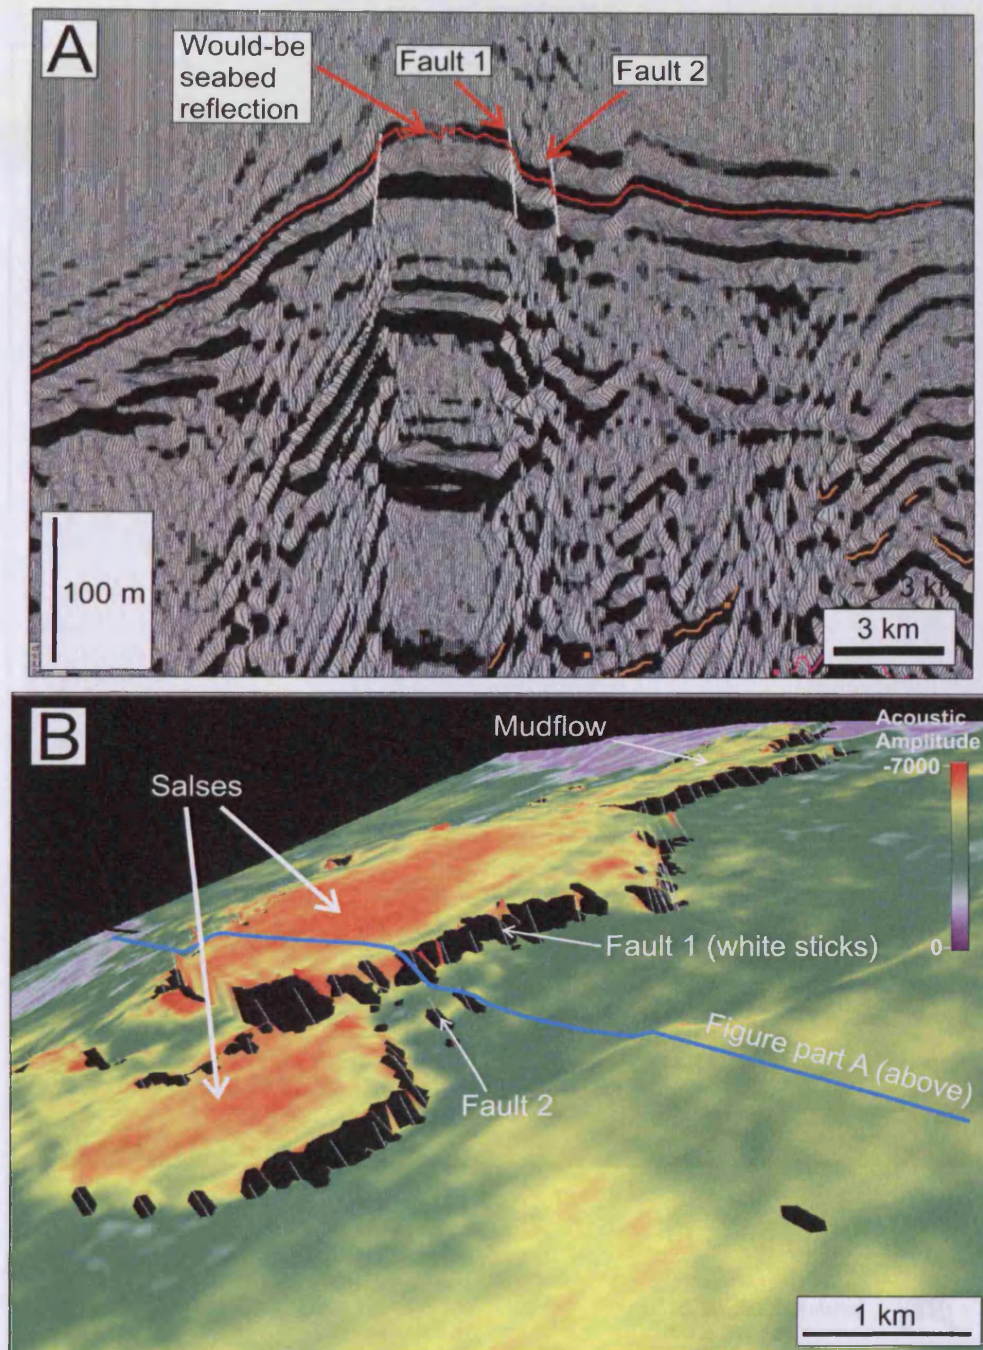 A
Would-be
seabed
reflection
Fault 1
Fault 2
100 m
3 km
B
Mudflow
Acoustic
Amplitude
-7000
Salses
Fault 1 (white sticks)
0
Figure part A (above)
Fault 2
1 km